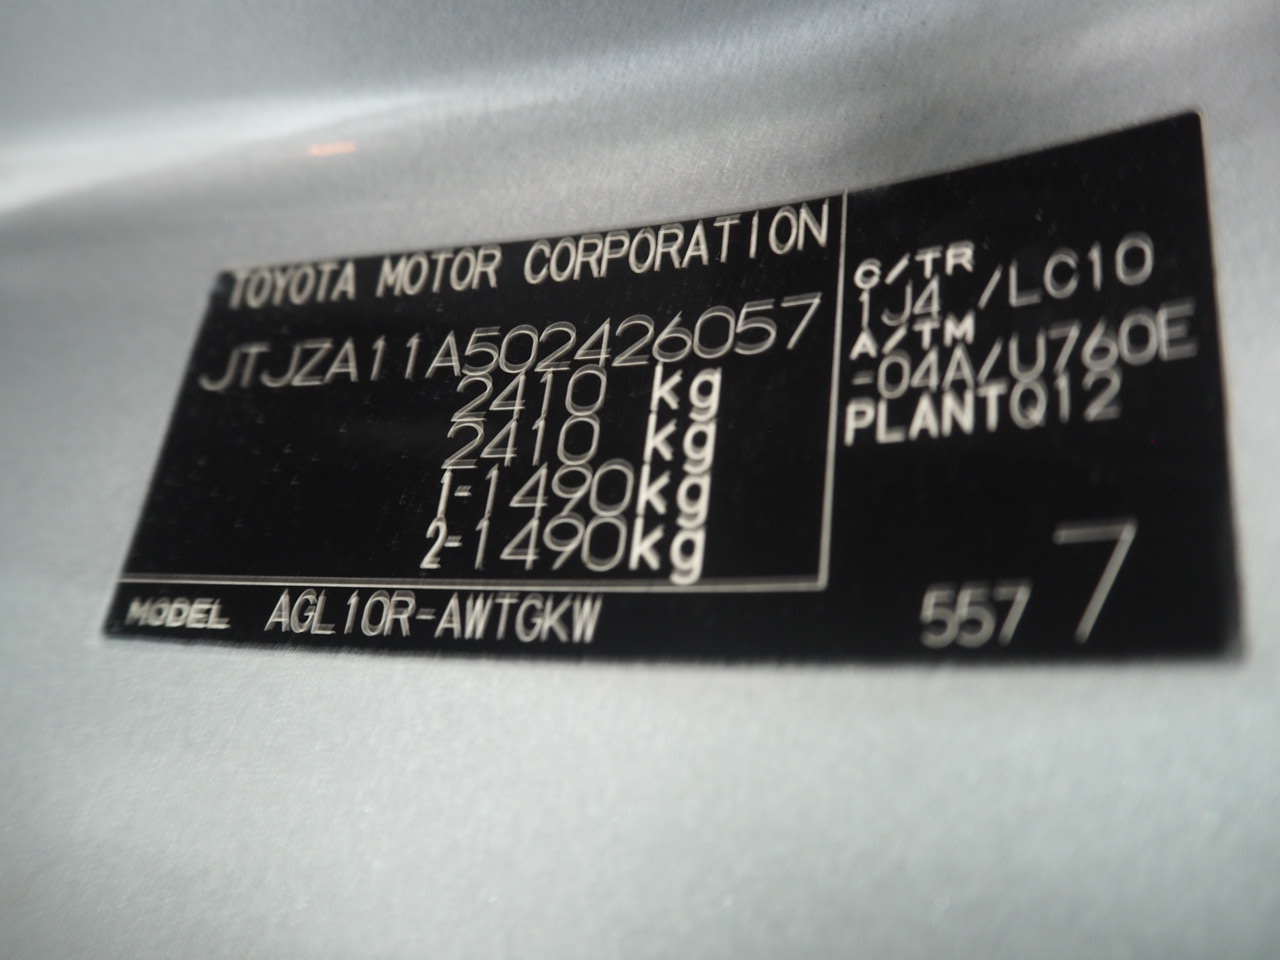 TOYOTA MOTOR CORPORATION
JTJZA11A502426057
2410 kg
2410 kg
1-1490kg
2-1490kg
MODEL AGL10R-AWTGKW
C/TR
1J4 /LC10
A/TM
-04A/U760E
PLANTQ12
557 7